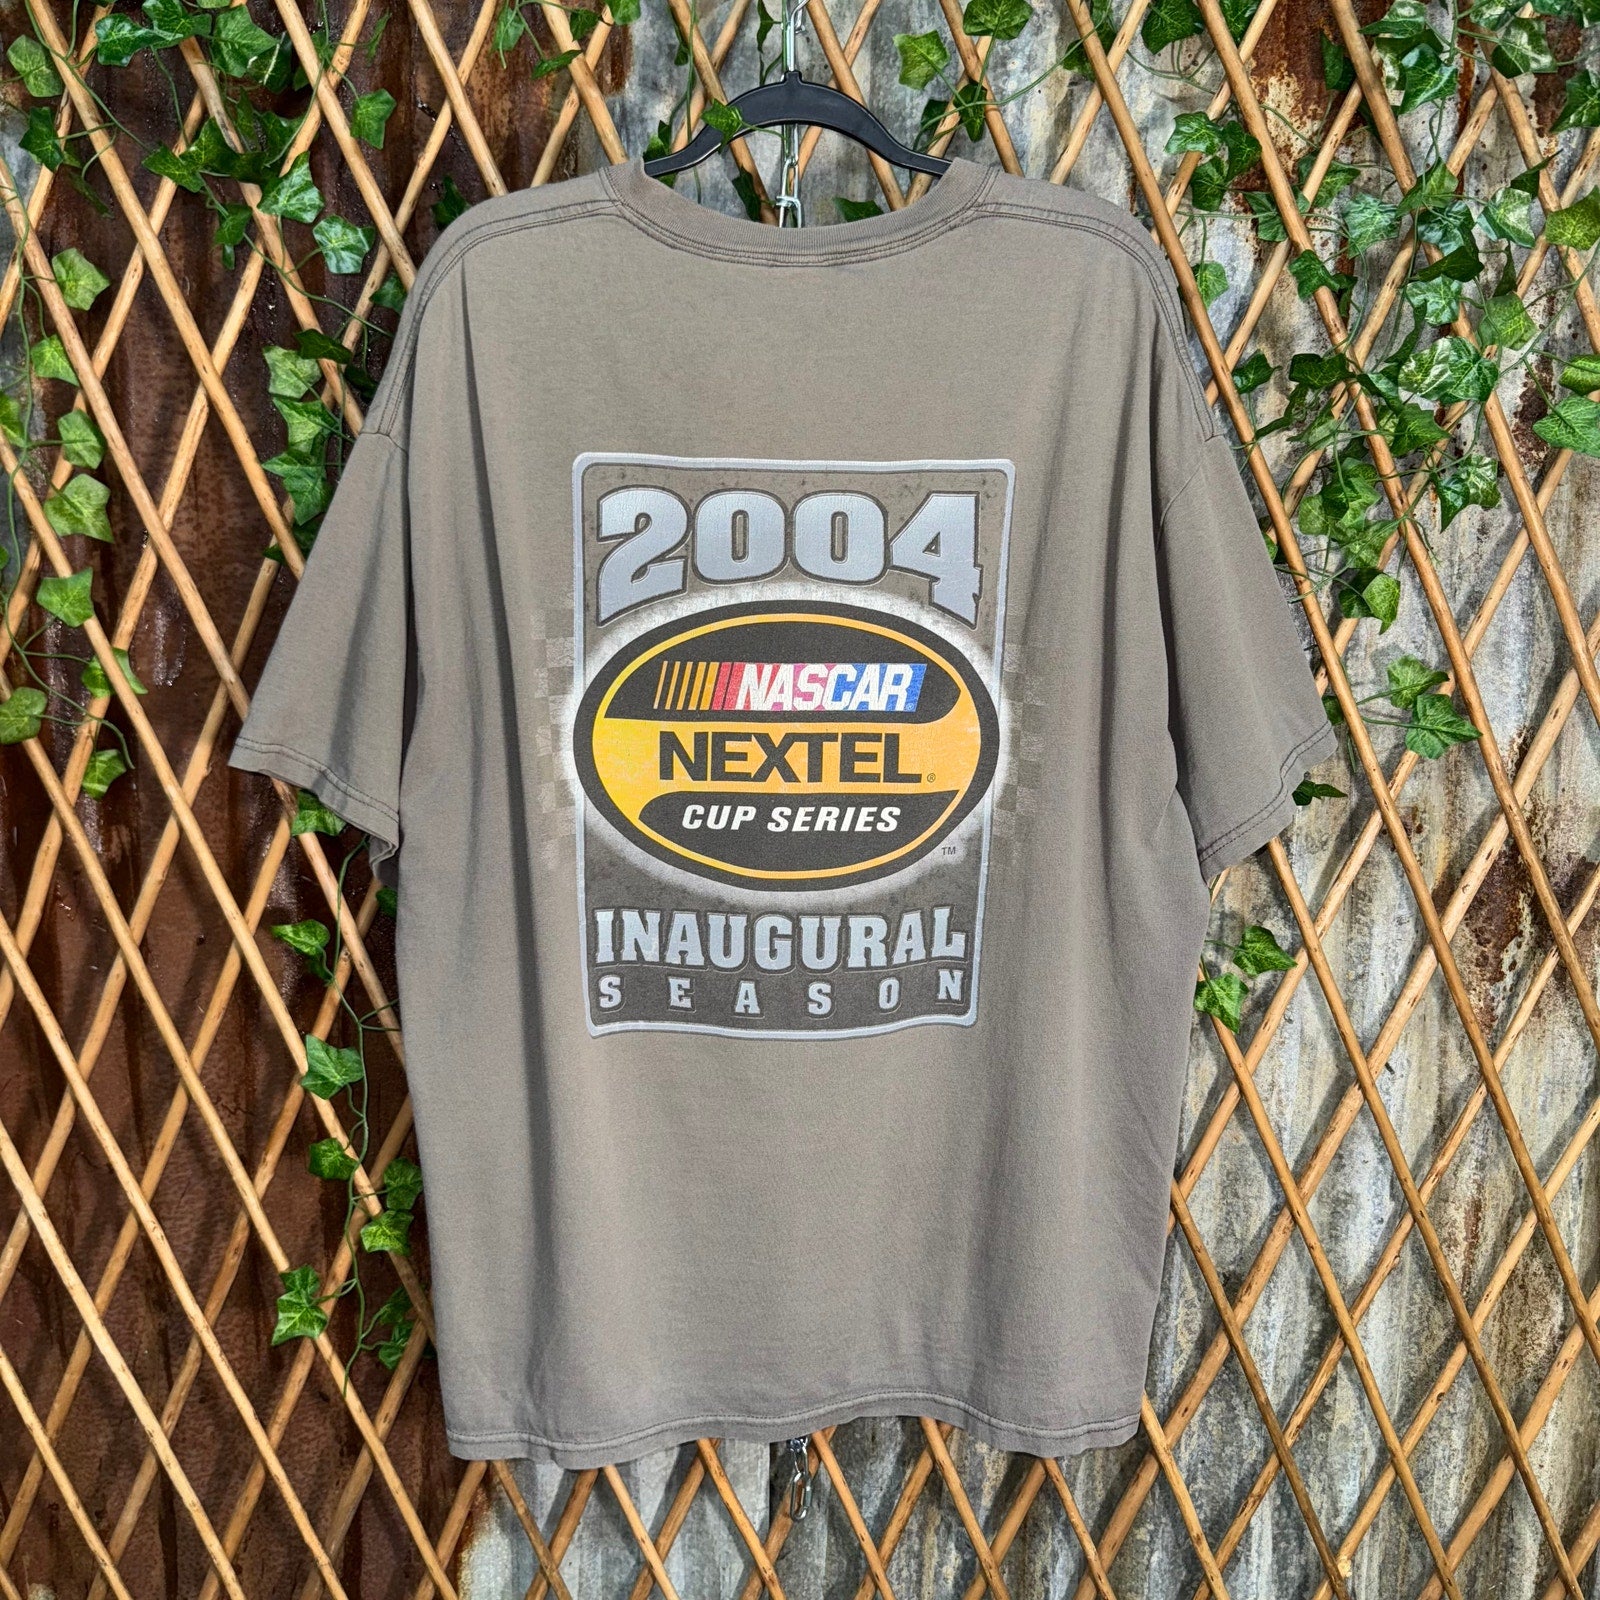 2004
NASCAR
NEXTEL®
CUP SERIES
™
INAUGURAL
SEASON